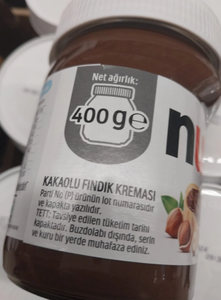 Net ağırlık:
400 g e
nu
KAKAOLU FINDIK KREMASI
Parti No (P) ürünün lot numarasıdır
ve kapakta yazılıdır.
TETT: Tavsiye edilen tüketim tarihi
kapaktadır. Buzdolabı dışında, serin
ve kuru bir yerde muhafaza ediniz.